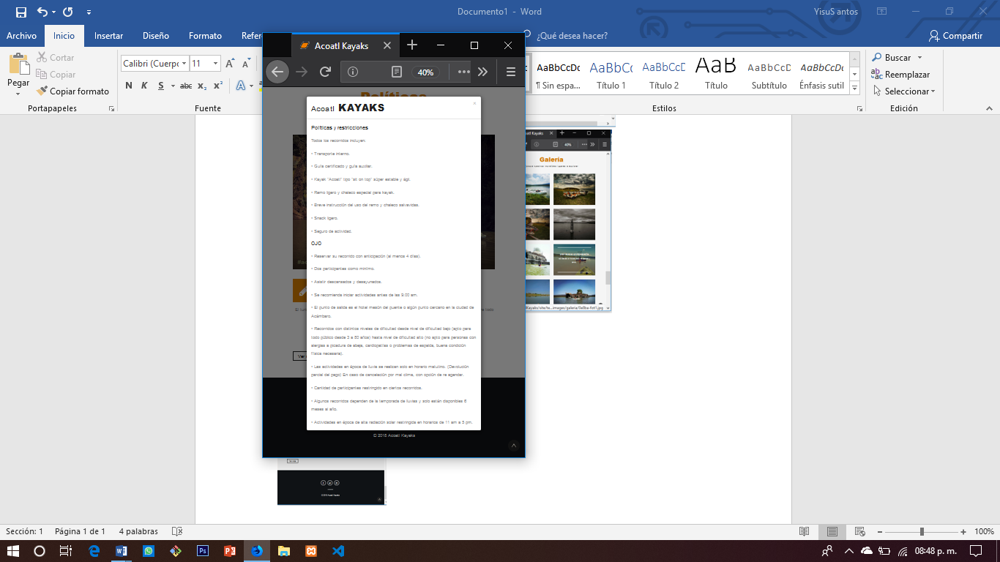 Documento1 - Word
YisuS antos
Archivo
Inicio
Insertar
Diseño
Formato
Refer
¿Qué desea hacer?
Compartir
Pegar
Cortar
Copiar
Copiar formato
Portapapeles
Calibri (Cuerpo
11
N K S abc x₂ x²
Fuente
AaBbCcDc
¶ Sin espa...
AaBbCc
Título 1
AaBbCcD
Título 2
AaB
Título
AaBbCcD
Subtítulo
AaBbCcDc
Énfasis sutil
Estilos
Buscar
Reemplazar
Seleccionar
Edición
Acoatl Kayaks
40%
Políticas
Acoatl KAYAKS
Políticas y restricciones
Todos los recorridos incluyen:
• Transporte interno.
• Guía certificado y guía auxiliar.
• Kayak "Acoatl" tipo "sit on top" súper estable y ágil.
• Remo ligero y chaleco especial para kayak.
• Breve instrucción del uso del remo y chaleco salvavidas.
• Snack ligero.
• Seguro de actividad.
OJO
• Reservar su recorrido con anticipación (al menos 4 días).
• Dos participantes como mínimo.
• Asistir descansados y desayunados.
• Se recomienda iniciar actividades antes de las 9:00 am.
• El punto de salida es el hotel mesón del puente o algún punto cercano en la ciudad de
Acámbaro.
• Recorridos con distintos niveles de dificultad desde nivel de dificultad bajo (apto para
todo público desde 3 a 80 años) hasta nivel de dificultad alto (no apto para personas con
alergias a picadura de abeja, cardiopatías o problemas de espalda, buena condición
física necesaria).
• Las actividades en época de lluvia se realizan solo en horario matutino. (Devolución
parcial del pago) En caso de cancelación por mal clima, con opción de re agendar.
• Cantidad de participantes restringido en ciertos recorridos.
• Algunos recorridos dependen de la temporada de lluvias y solo están disponibles 6
meses al año.
• Actividades en época de alta radiación solar restringida en horarios de 11 am a 5 pm.
Ver
© 2018 Acoatl Kayaks
atl Kayaks
40%
Galería
© 2018 Acoatl Kayaks
Sección: 1
Página 1 de 1
4 palabras
100%
08:48 p. m.